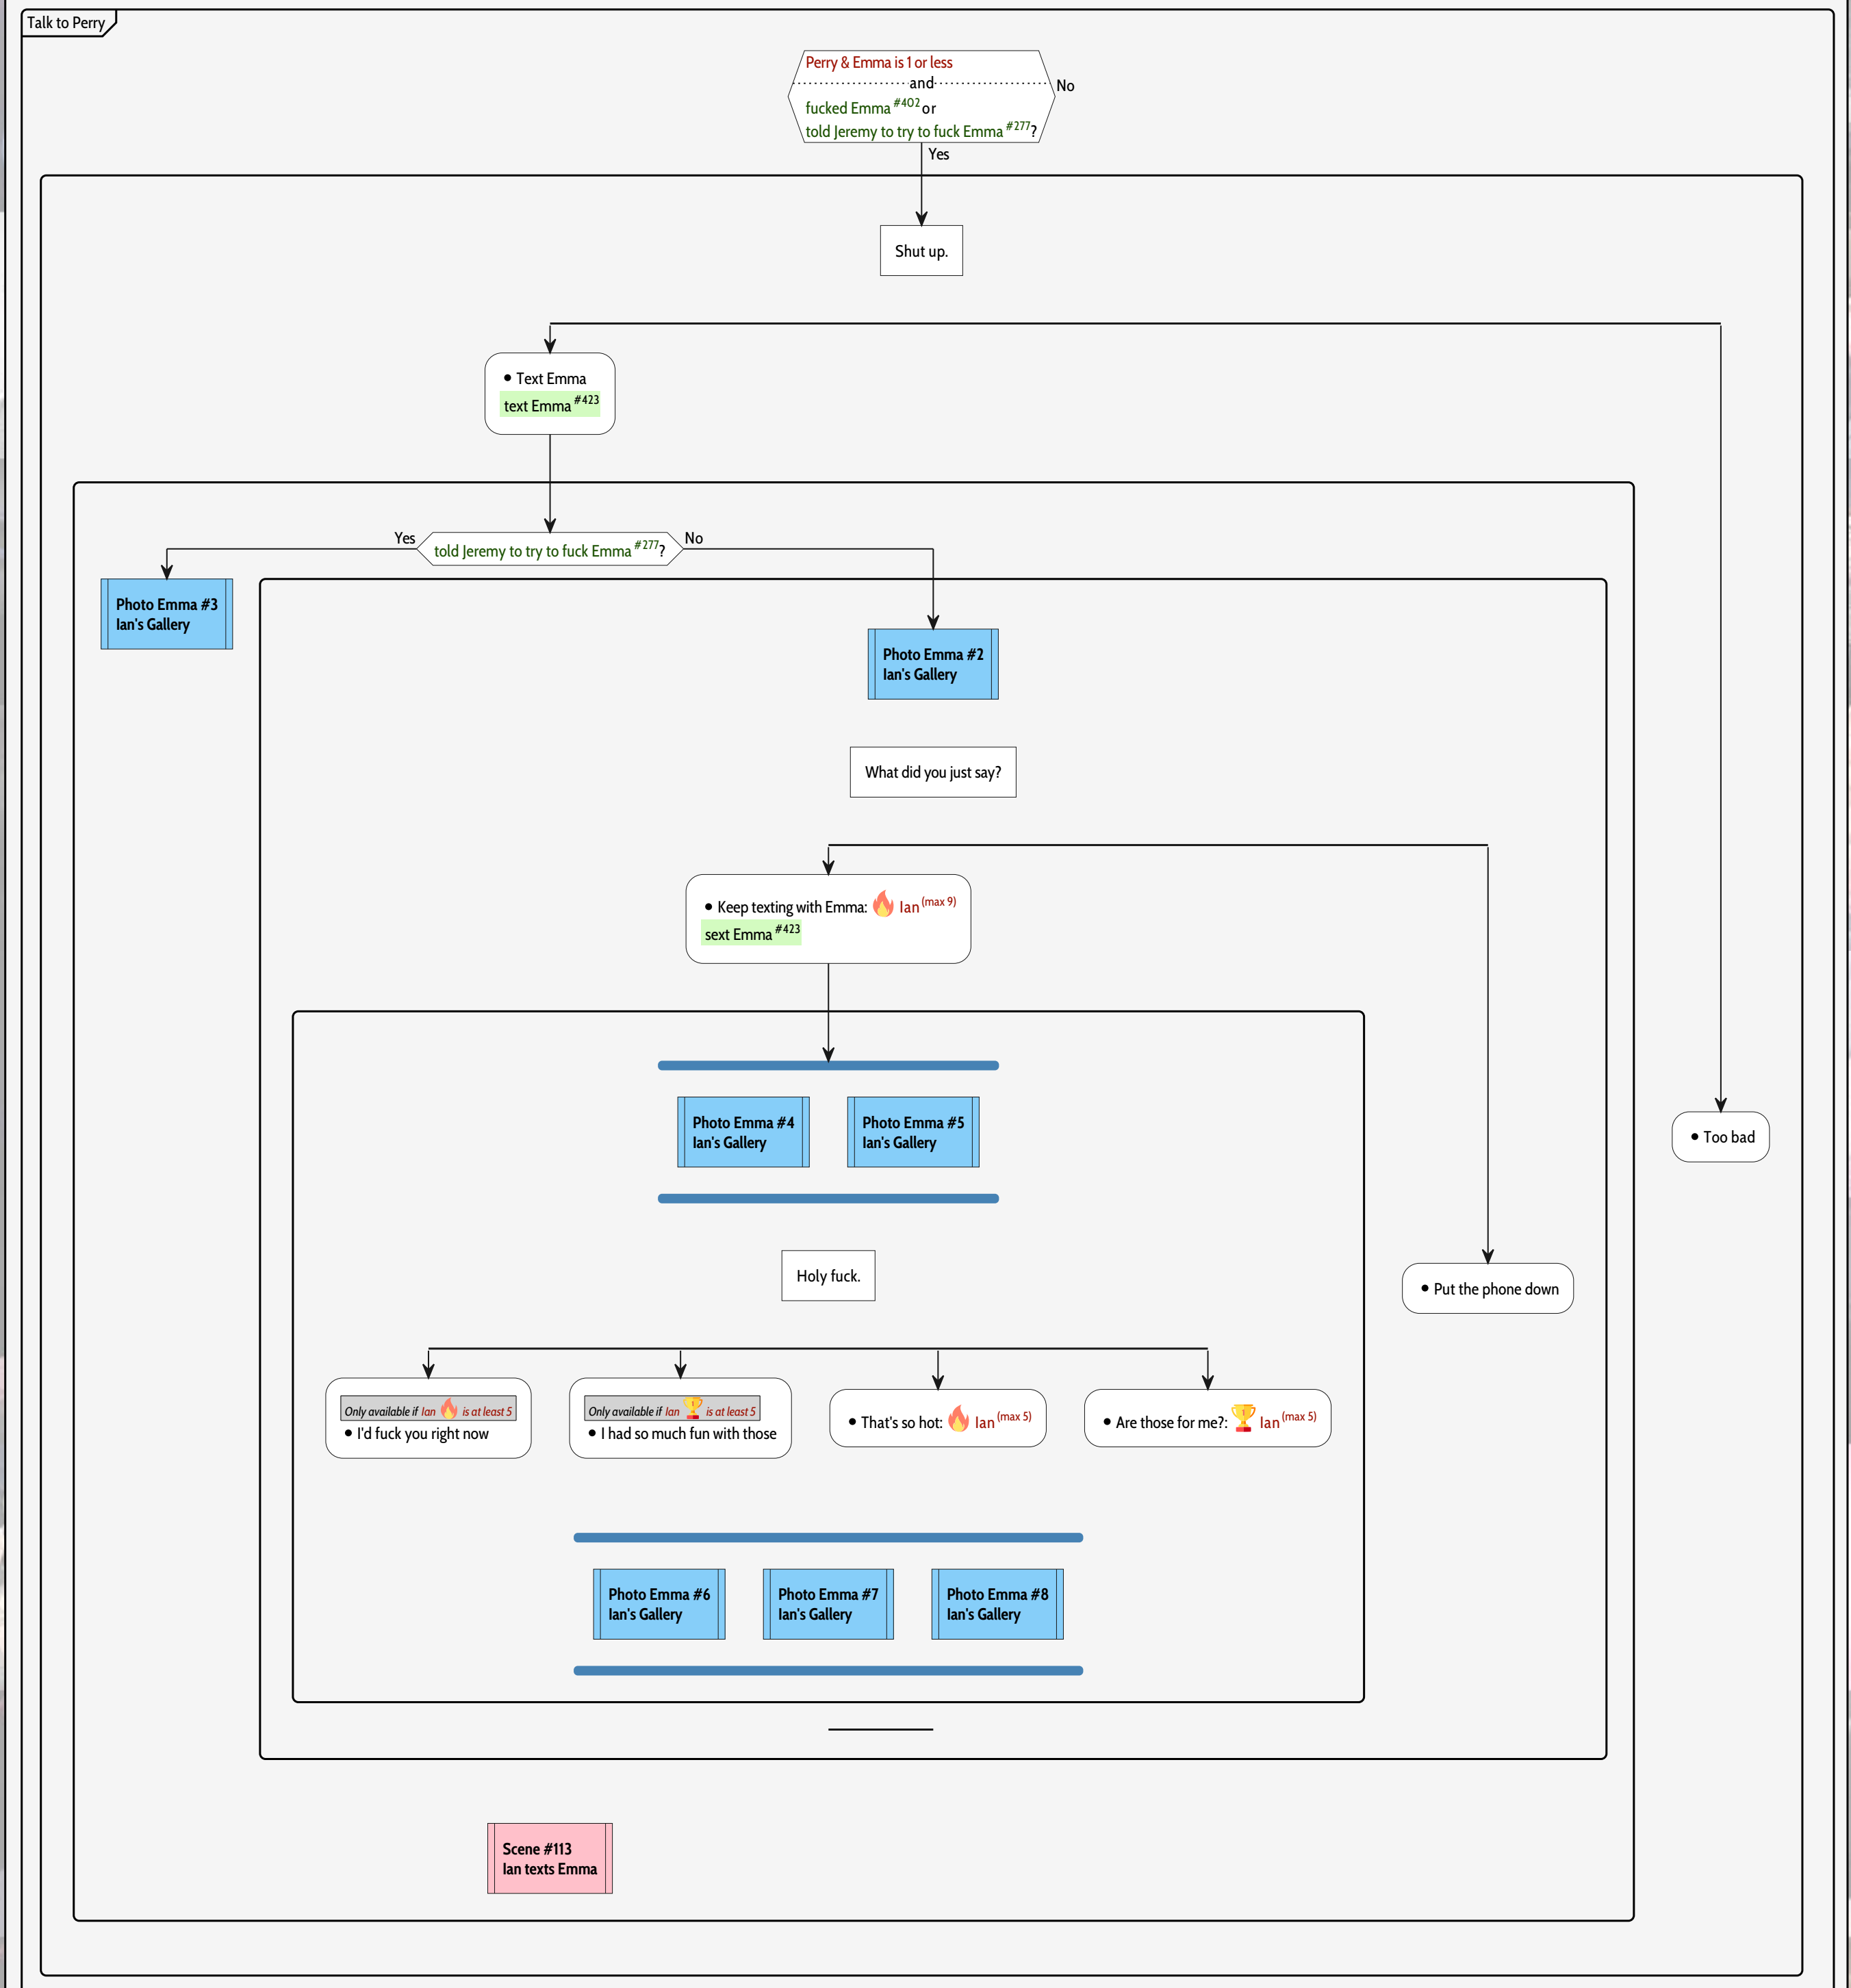 Talk to Perry
Perry & Emma is 1 or less
and
No
fucked Emma #402 or
told Jeremy to try to fuck Emma #277?
Yes
Shut up.
• Text Emma
text Emma #423
Yes
told Jeremy to try to fuck Emma #277?
No
Photo Emma #3
Ian's Gallery
Photo Emma #2
Ian's Gallery
What did you just say?
• Keep texting with Emma: 🔥 Ian (max 9)
sext Emma #423
Photo Emma #4
Ian's Gallery
Photo Emma #5
Ian's Gallery
• Too bad
Holy fuck.
• Put the phone down
Only available if Ian 🔥 is at least 5
• I'd fuck you right now
Only available if Ian 🏆 is at least 5
• I had so much fun with those
• That's so hot: 🔥 Ian (max 5)
• Are those for me?: 🏆 Ian (max 5)
Photo Emma #6
Ian's Gallery
Photo Emma #7
Ian's Gallery
Photo Emma #8
Ian's Gallery
Scene #113
Ian texts Emma